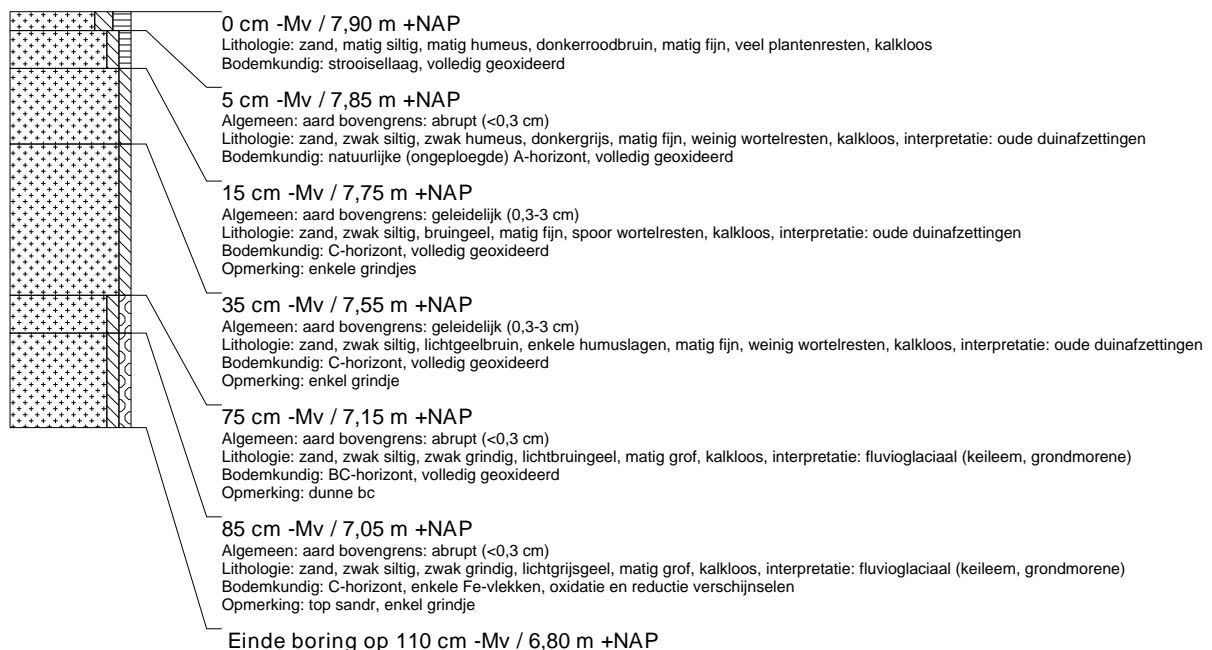 0 cm -Mv / 7,90 m +NAP
Lithologie: zand, matig siltig, matig humeus, donkerroodbruin, matig fijn, veel plantenresten, kalkloos
Bodemkundig: strooisellaag, volledig geoxideerd
5 cm -Mv / 7,85 m +NAP
Algemeen: aard bovengrens: abrupt (<0,3 cm)
Lithologie: zand, zwak siltig, zwak humeus, donkergrijs, matig fijn, weinig wortelresten, kalkloos, interpretatie: oude duinafzettingen
Bodemkundig: natuurlijke (ongeploegde) A-horizont, volledig geoxideerd
15 cm -Mv / 7,75 m +NAP
Algemeen: aard bovengrens: geleidelijk (0,3-3 cm)
Lithologie: zand, zwak siltig, bruingeel, matig fijn, spoor wortelresten, kalkloos, interpretatie: oude duinafzettingen
Bodemkundig: C-horizont, volledig geoxideerd
Opmerking: enkele grindjes
35 cm -Mv / 7,55 m +NAP
Algemeen: aard bovengrens: geleidelijk (0,3-3 cm)
Lithologie: zand, zwak siltig, lichtgeelbruin, enkele humuslagen, matig fijn, weinig wortelresten, kalkloos, interpretatie: oude duinafzettingen
Bodemkundig: C-horizont, volledig geoxideerd
Opmerking: enkel grindje
75 cm -Mv / 7,15 m +NAP
Algemeen: aard bovengrens: abrupt (<0,3 cm)
Lithologie: zand, zwak siltig, zwak grindig, lichtbruingeel, matig grof, kalkloos, interpretatie: fluvioglaciaal (keileem, grondmorene)
Bodemkundig: BC-horizont, volledig geoxideerd
Opmerking: dunne bc
85 cm -Mv / 7,05 m +NAP
Algemeen: aard bovengrens: abrupt (<0,3 cm)
Lithologie: zand, zwak siltig, zwak grindig, lichtgrijsgeel, matig grof, kalkloos, interpretatie: fluvioglaciaal (keileem, grondmorene)
Bodemkundig: C-horizont, enkele Fe-vlekken, oxidatie en reductie verschijnselen
Opmerking: top sandr, enkel grindje
Einde boring op 110 cm -Mv / 6,80 m +NAP